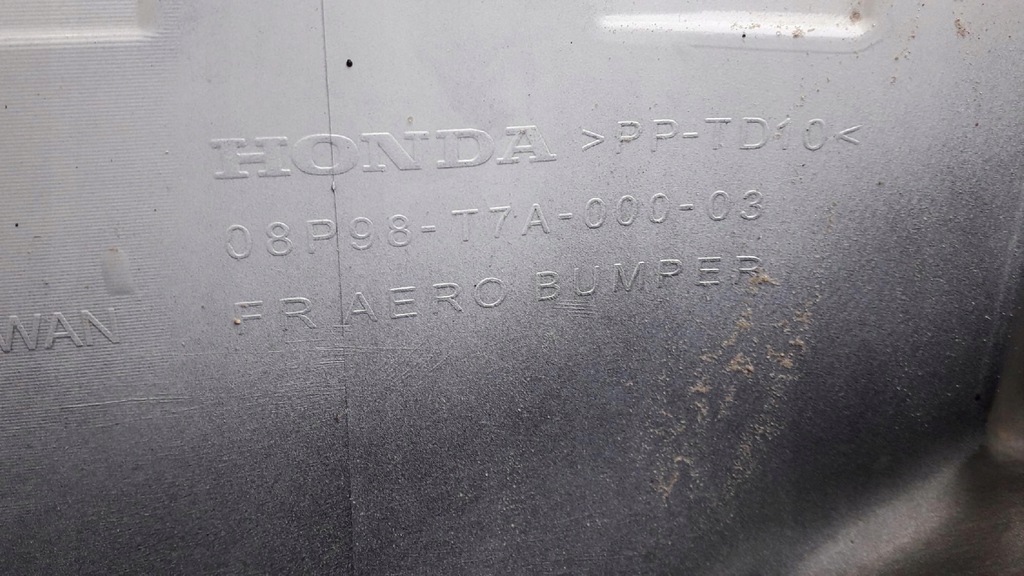 HONDA >PP-TD10<
08P98-T7A-000-03
FR AERO BUMPER
WAN